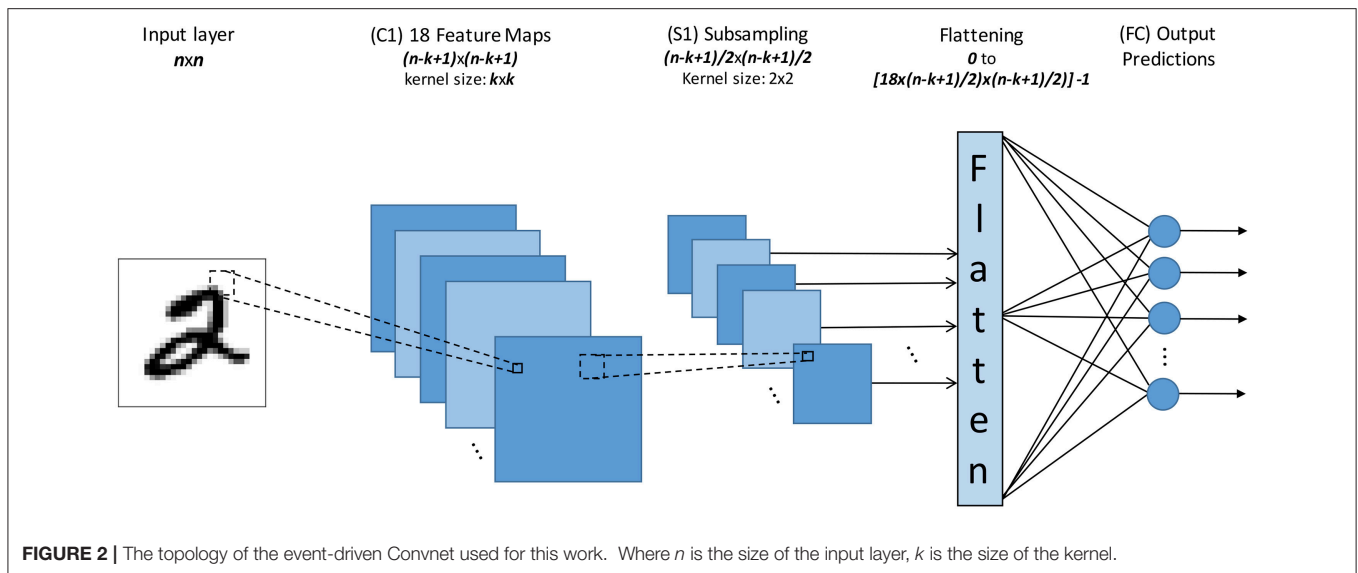 Input layer
nxn
(C1) 18 Feature Maps
(n-k+1)x(n-k+1)
kernel size: kxk
(S1) Subsampling
(n-k+1)/2x(n-k+1)/2
Kernel size: 2x2
Flattening
0 to
[18x(n-k+1)/2)x(n-k+1)/2)] -1
(FC) Output
Predictions
2
F
l
a
t
t
e
n
FIGURE 2 | The topology of the event-driven Convnet used for this work. Where n is the size of the input layer, k is the size of the kernel.